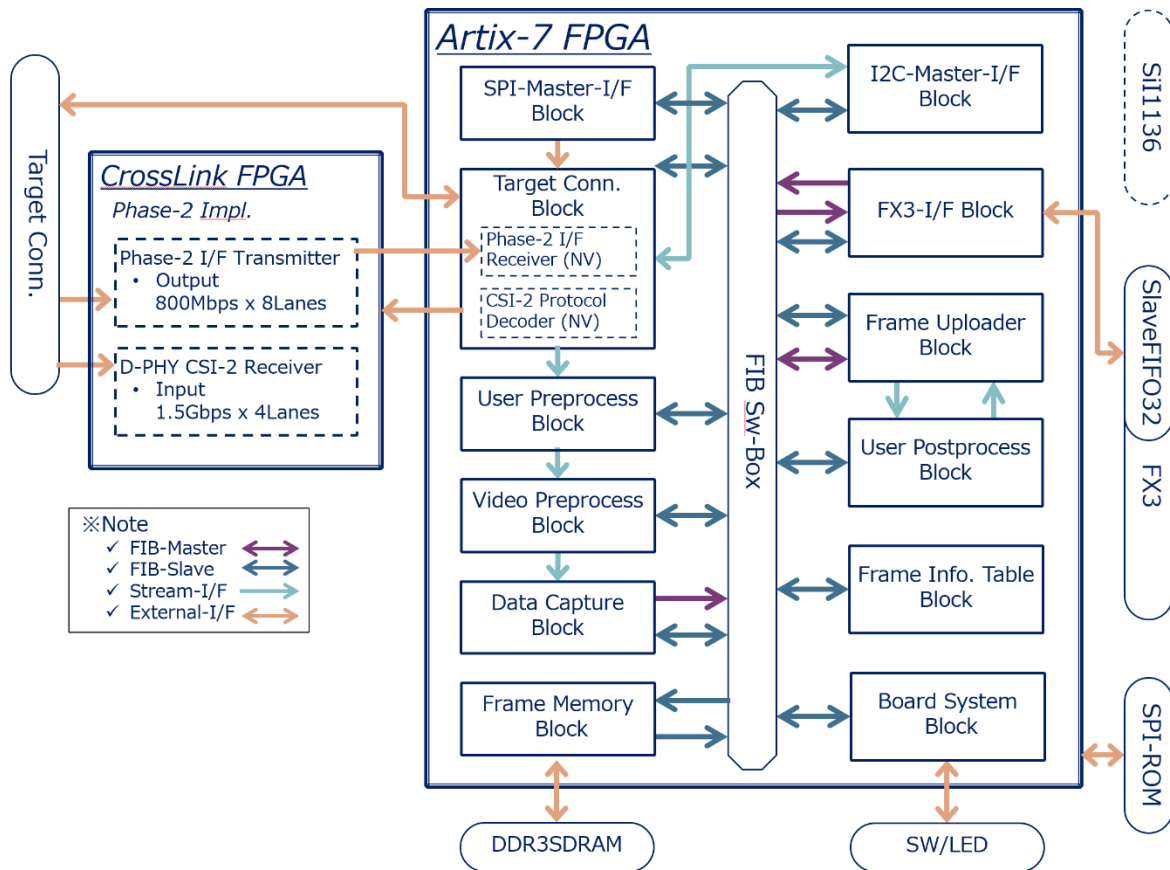 Artix-7 FPGA
Target Conn.
CrossLink FPGA
Phase-2 Impl.
Phase-2 I/F Transmitter
• Output
800Mbps x 8Lanes
D-PHY CSI-2 Receiver
• Input
1.5Gbps x 4Lanes
※Note
✓ FIB-Master
✓ FIB-Slave
✓ Stream-I/F
✓ External-I/F
SPI-Master-I/F
Block
Target Conn.
Block
Phase-2 I/F
Receiver (NV)
CSI-2 Protocol
Decoder (NV)
User Preprocess
Block
Video Preprocess
Block
Data Capture
Block
Frame Memory
Block
FIB Sw-Box
I2C-Master-I/F
Block
FX3-I/F Block
Frame Uploader
Block
User Postprocess
Block
Frame Info. Table
Block
Board System
Block
SiI1136
SlaveFIFO32
FX3
SPI-ROM
DDR3SDRAM
SW/LED